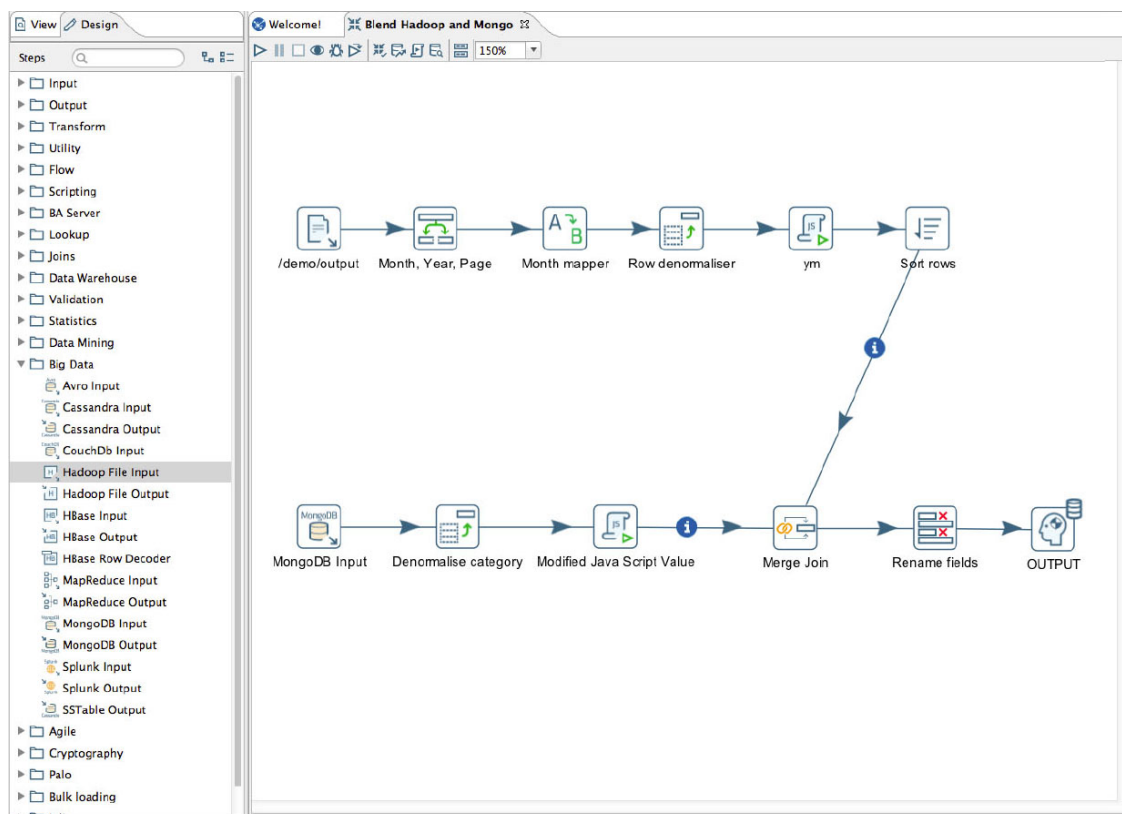 View
Design
Welcome!
Blend Hadoop and Mongo
Steps
150%
Input
Output
Transform
Utility
Flow
Scripting
BA Server
Lookup
Joins
Data Warehouse
Validation
Statistics
Data Mining
Big Data
Avro Input
Cassandra Input
Cassandra Output
CouchDb Input
Hadoop File Input
Hadoop File Output
HBase Input
HBase Output
HBase Row Decoder
MapReduce Input
MapReduce Output
MongoDB Input
MongoDB Output
Splunk Input
Splunk Output
SSTable Output
Agile
Cryptography
Palo
Bulk loading
A
B
JS
/demo/output
Month, Year, Page
Month mapper
Row denormaliser
ym
Sort rows
i
MongoDB
JS
i
MongoDB Input
Denormalise category
Modified Java Script Value
Merge Join
Rename fields
OUTPUT